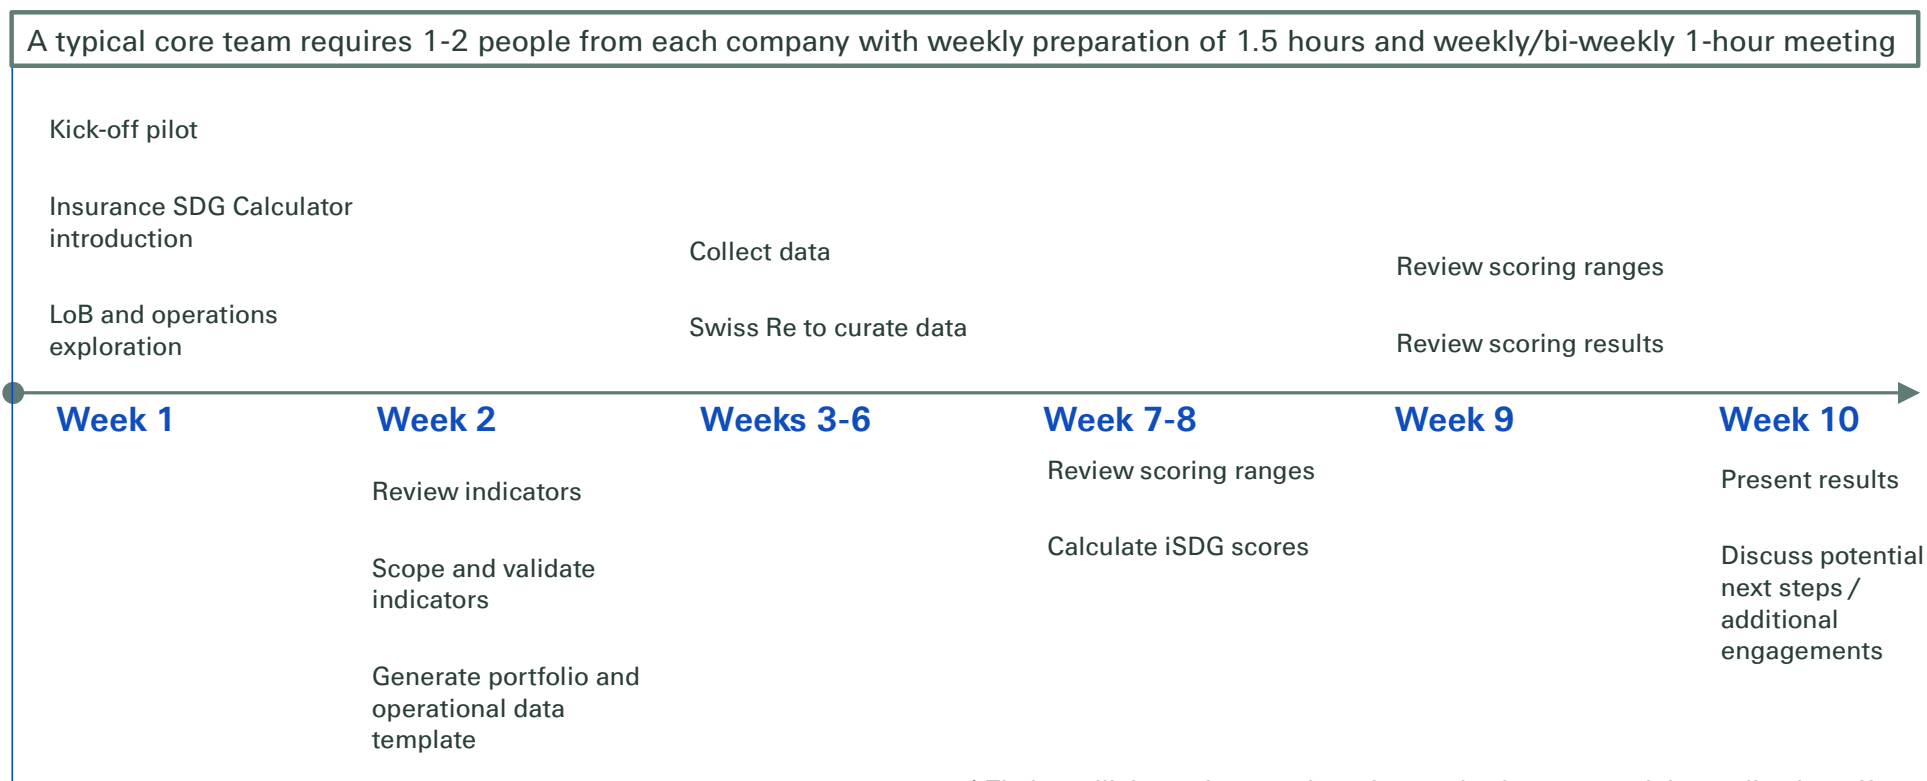 A typical core team requires 1-2 people from each company with weekly preparation of 1.5 hours and weekly/bi-weekly 1-hour meeting
Kick-off pilot
Insurance SDG Calculator
introduction
LoB and operations
exploration
Collect data
Swiss Re to curate data
Review scoring ranges
Review scoring results
Week 1
Week 2
Weeks 3-6
Week 7-8
Week 9
Week 10
Review indicators
Scope and validate
indicators
Generate portfolio and
operational data
template
Review scoring ranges
Calculate iSDG scores
Present results
Discuss potential
next steps /
additional
engagements